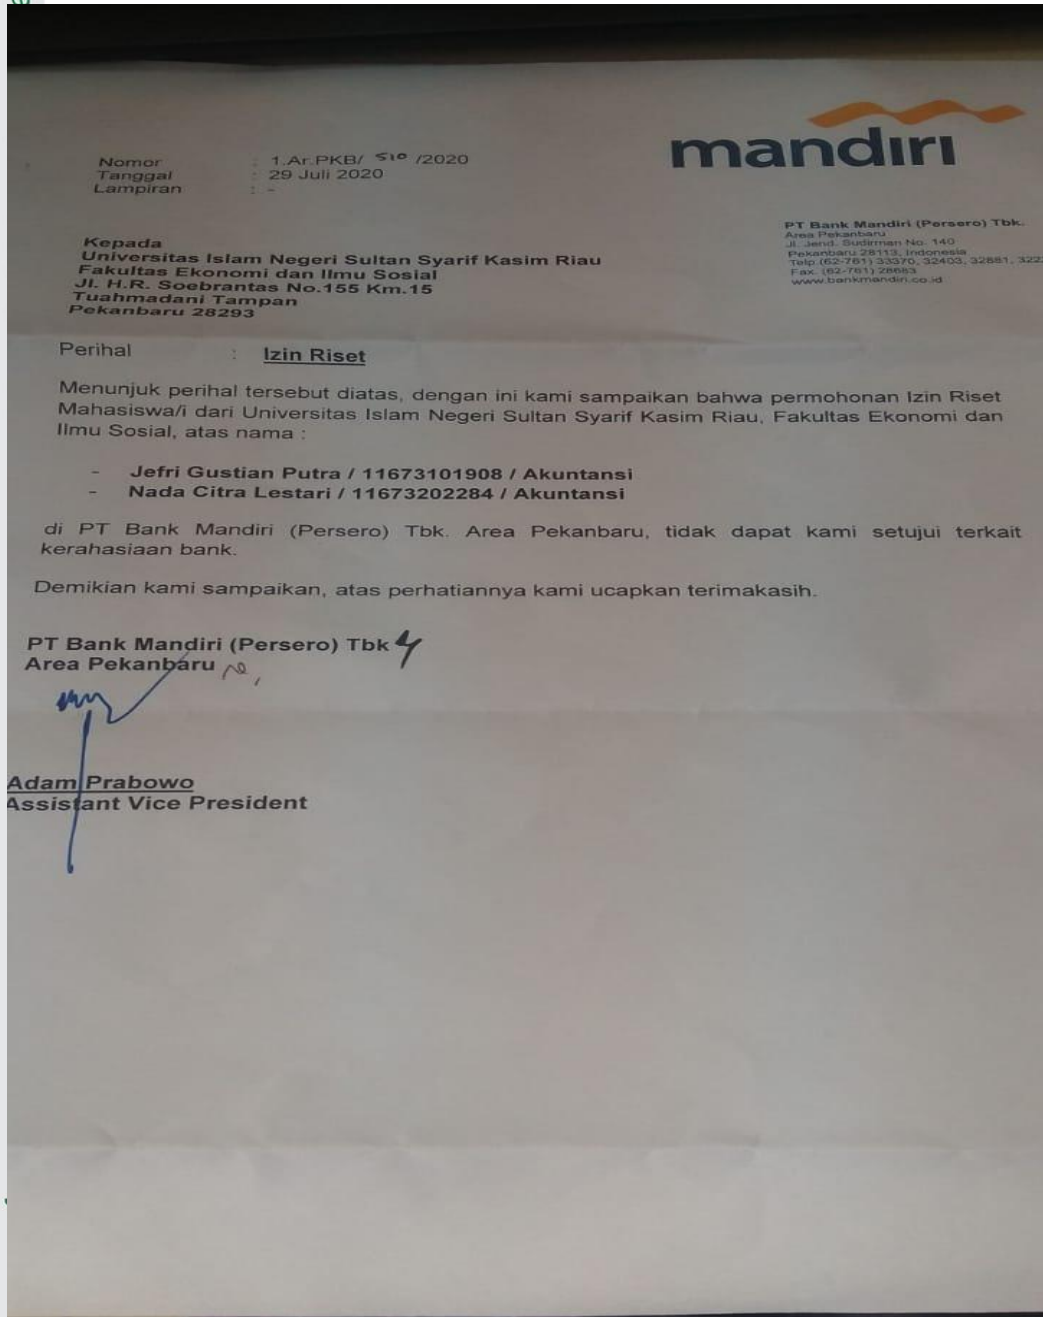 mandiri
Nomor : 1.Ar.PKB/ 510 /2020
Tanggal : 29 Juli 2020
Lampiran : -
PT Bank Mandiri (Persero) Tbk.
Area Pekanbaru
Jl. Jend. Sudirman No. 140
Pekanbaru 28113, Indonesia
Telp.(62-761) 33370, 32403, 32881, 322
Fax. (62-761) 28683
www.bankmandiri.co.id
Kepada
Universitas Islam Negeri Sultan Syarif Kasim Riau
Fakultas Ekonomi dan Ilmu Sosial
Jl. H.R. Soebrantas No.155 Km.15
Tuahmadani Tampan
Pekanbaru 28293
Perihal : Izin Riset
Menunjuk perihal tersebut diatas, dengan ini kami sampaikan bahwa permohonan Izin Riset
Mahasiswa/i dari Universitas Islam Negeri Sultan Syarif Kasim Riau, Fakultas Ekonomi dan
Ilmu Sosial, atas nama :
- Jefri Gustian Putra / 11673101908 / Akuntansi
- Nada Citra Lestari / 11673202284 / Akuntansi
di PT Bank Mandiri (Persero) Tbk. Area Pekanbaru, tidak dapat kami setujui terkait
kerahasiaan bank.
Demikian kami sampaikan, atas perhatiannya kami ucapkan terimakasih.
PT Bank Mandiri (Persero) Tbk
Area Pekanbaru
Adam Prabowo
Assistant Vice President